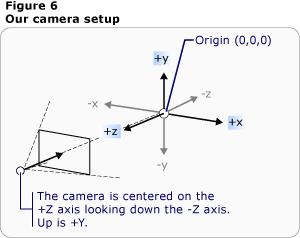 Figure 6
Our camera setup
Origin (0,0,0)
+y
-z
-x
+z
+x
-y
The camera is centered on the
+Z axis looking down the -Z axis.
Up is +Y.